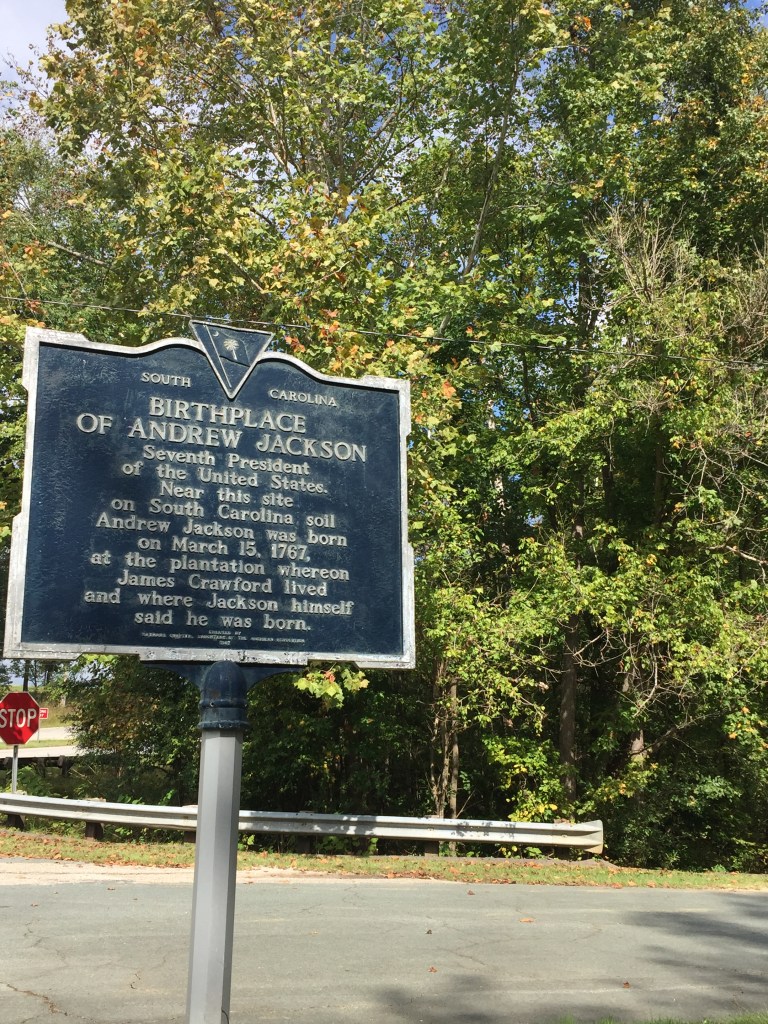 SOUTH CAROLINA
BIRTHPLACE
OF ANDREW JACKSON
Seventh President
of the United States.
Near this site
on South Carolina soil
Andrew Jackson was born
on March 15, 1767,
at the plantation whereon
James Crawford lived
and where Jackson himself
said he was born.
ERECTED BY
STOP